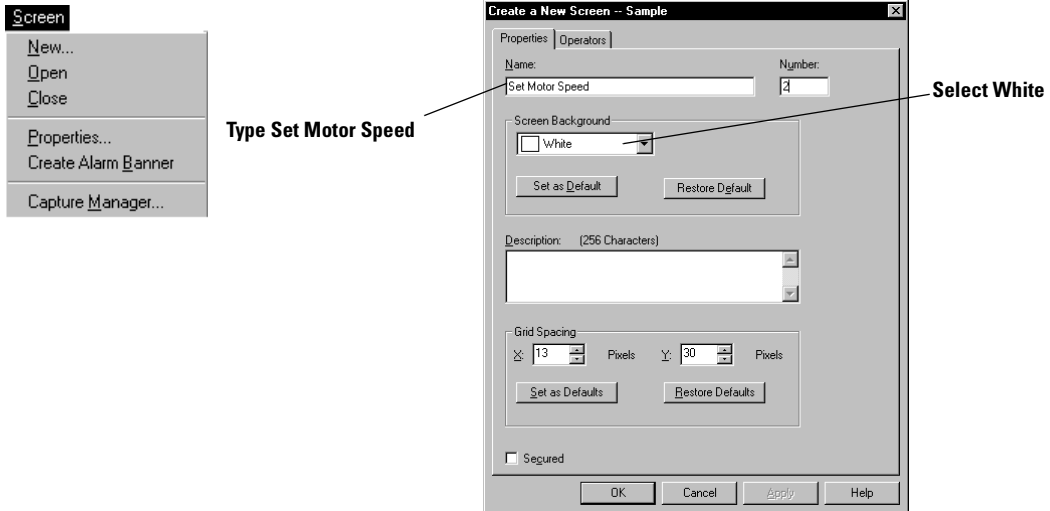 Screen
New...
Open
Close
Properties...
Create Alarm Banner
Capture Manager...
Type Set Motor Speed
Create a New Screen -- Sample
Properties
Operators
Name:
Number:
Set Motor Speed
2
Select White
Screen Background
White
Set as Default
Restore Default
Description: (256 Characters)
Grid Spacing
X: 13 Pixels Y: 30 Pixels
Set as Defaults
Restore Defaults
Secured
OK
Cancel
Apply
Help